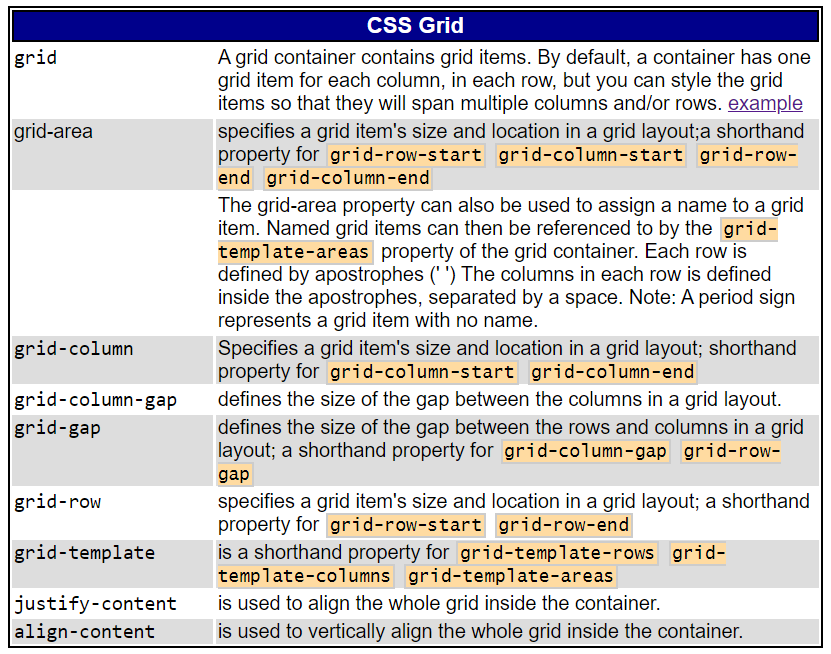 CSS Grid
grid
A grid container contains grid items. By default, a container has one
grid item for each column, in each row, but you can style the grid
items so that they will span multiple columns and/or rows. example
grid-area
specifies a grid item's size and location in a grid layout;a shorthand
property for grid-row-start grid-column-start grid-row-
end grid-column-end
The grid-area property can also be used to assign a name to a grid
item. Named grid items can then be referenced to by the grid-
template-areas property of the grid container. Each row is
defined by apostrophes (' ') The columns in each row is defined
inside the apostrophes, separated by a space. Note: A period sign
represents a grid item with no name.
grid-column
Specifies a grid item's size and location in a grid layout; shorthand
property for grid-column-start grid-column-end
grid-column-gap
defines the size of the gap between the columns in a grid layout.
grid-gap
defines the size of the gap between the rows and columns in a grid
layout; a shorthand property for grid-column-gap grid-row-
gap
grid-row
specifies a grid item's size and location in a grid layout; a shorthand
property for grid-row-start grid-row-end
grid-template
is a shorthand property for grid-template-rows grid-
template-columns grid-template-areas
justify-content
is used to align the whole grid inside the container.
align-content
is used to vertically align the whole grid inside the container.